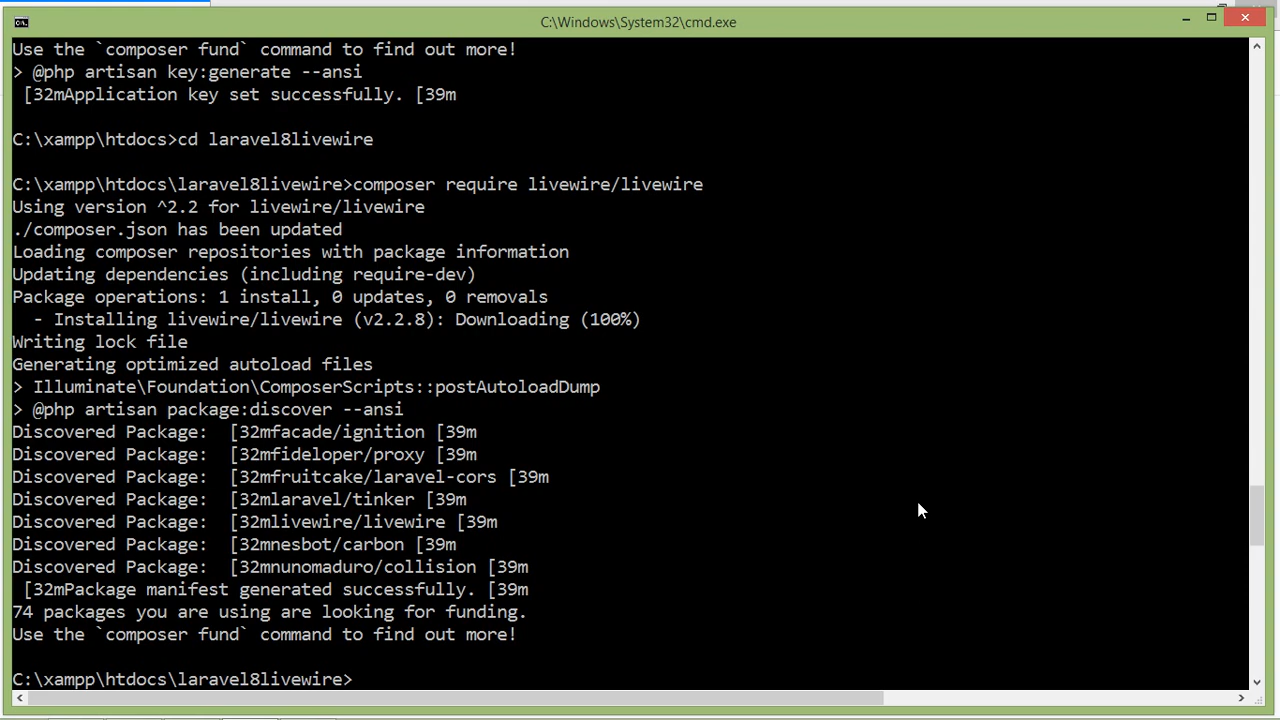 C:\Windows\System32\cmd.exe
Use the `composer fund` command to find out more!
> @php artisan key:generate --ansi
[32mApplication key set successfully. [39m
C:\xampp\htdocs>cd laravel8livewire
C:\xampp\htdocs\laravel8livewire>composer require livewire/livewire
Using version ^2.2 for livewire/livewire
./composer.json has been updated
Loading composer repositories with package information
Updating dependencies (including require-dev)
Package operations: 1 install, 0 updates, 0 removals
- Installing livewire/livewire (v2.2.8): Downloading (100%)
Writing lock file
Generating optimized autoload files
> Illuminate\Foundation\ComposerScripts::postAutoloadDump
> @php artisan package:discover --ansi
Discovered Package:  [32mfacade/ignition [39m
Discovered Package:  [32mfideloper/proxy [39m
Discovered Package:  [32mfruitcake/laravel-cors [39m
Discovered Package:  [32mlaravel/tinker [39m
Discovered Package:  [32mlivewire/livewire [39m
Discovered Package:  [32mnesbot/carbon [39m
Discovered Package:  [32mnunomaduro/collision [39m
[32mPackage manifest generated successfully. [39m
74 packages you are using are looking for funding.
Use the `composer fund` command to find out more!
C:\xampp\htdocs\laravel8livewire>